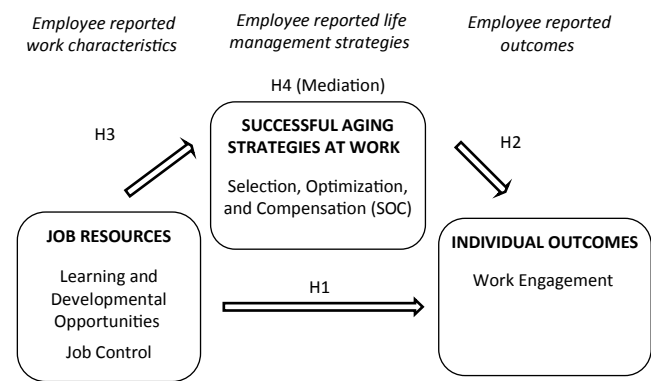 Employee reported
work characteristics
Employee reported life
management strategies
Employee reported
outcomes
H4 (Mediation)
SUCCESSFUL AGING
STRATEGIES AT WORK
Selection, Optimization,
and Compensation (SOC)
H3
H2
JOB RESOURCES
Learning and
Developmental
Opportunities
Job Control
H1
INDIVIDUAL OUTCOMES
Work Engagement